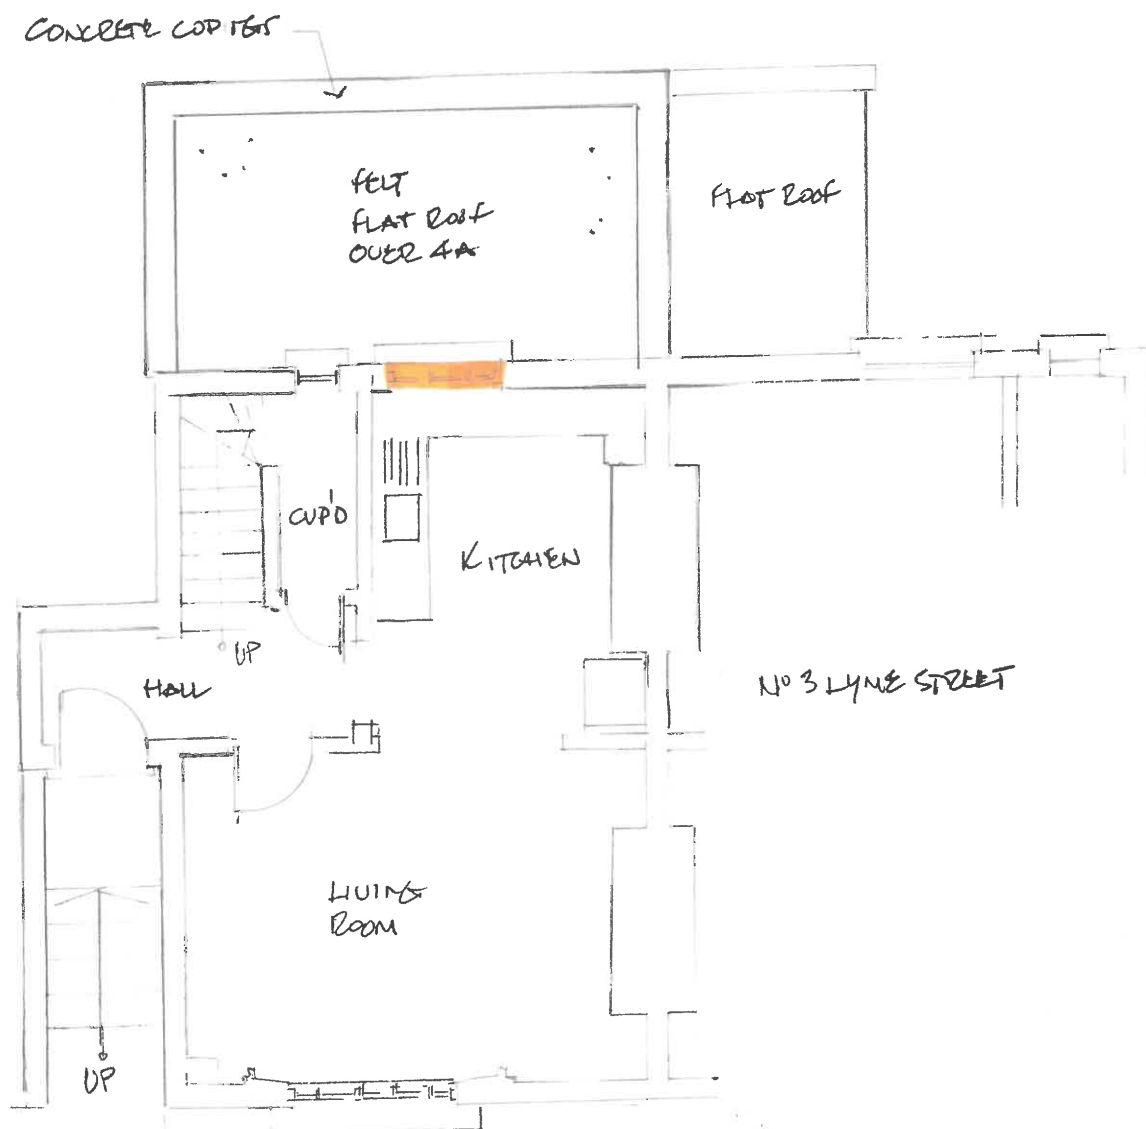 CONCRETE COPINGS
FELT
FLAT ROOF
OVER 4A
FLAT ROOF
CUP'D
KITCHEN
UP
HALL
Nº 3 LYME STREET
LIVING
ROOM
UP